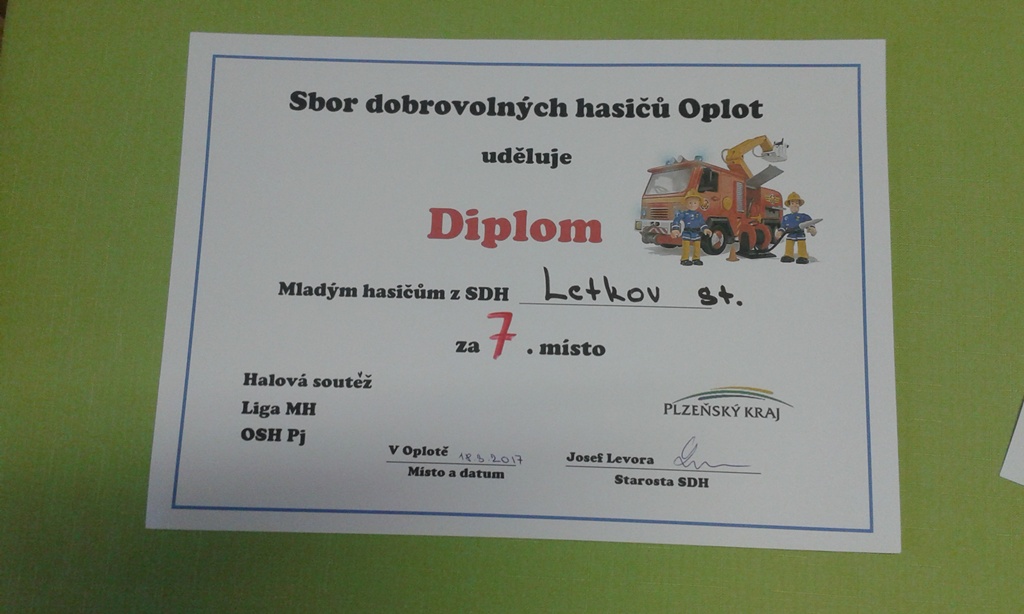 Sbor dobrovolných hasičů Oplot
uděluje
Diplom
Mladým hasičům z SDH Letkov st.
za 7. místo
Halová soutěž
Liga MH
OSH Pj
PLZEŇSKÝ KRAJ
V Oplotě 18.3.2017
Místo a datum
Josef Levora
Starosta SDH